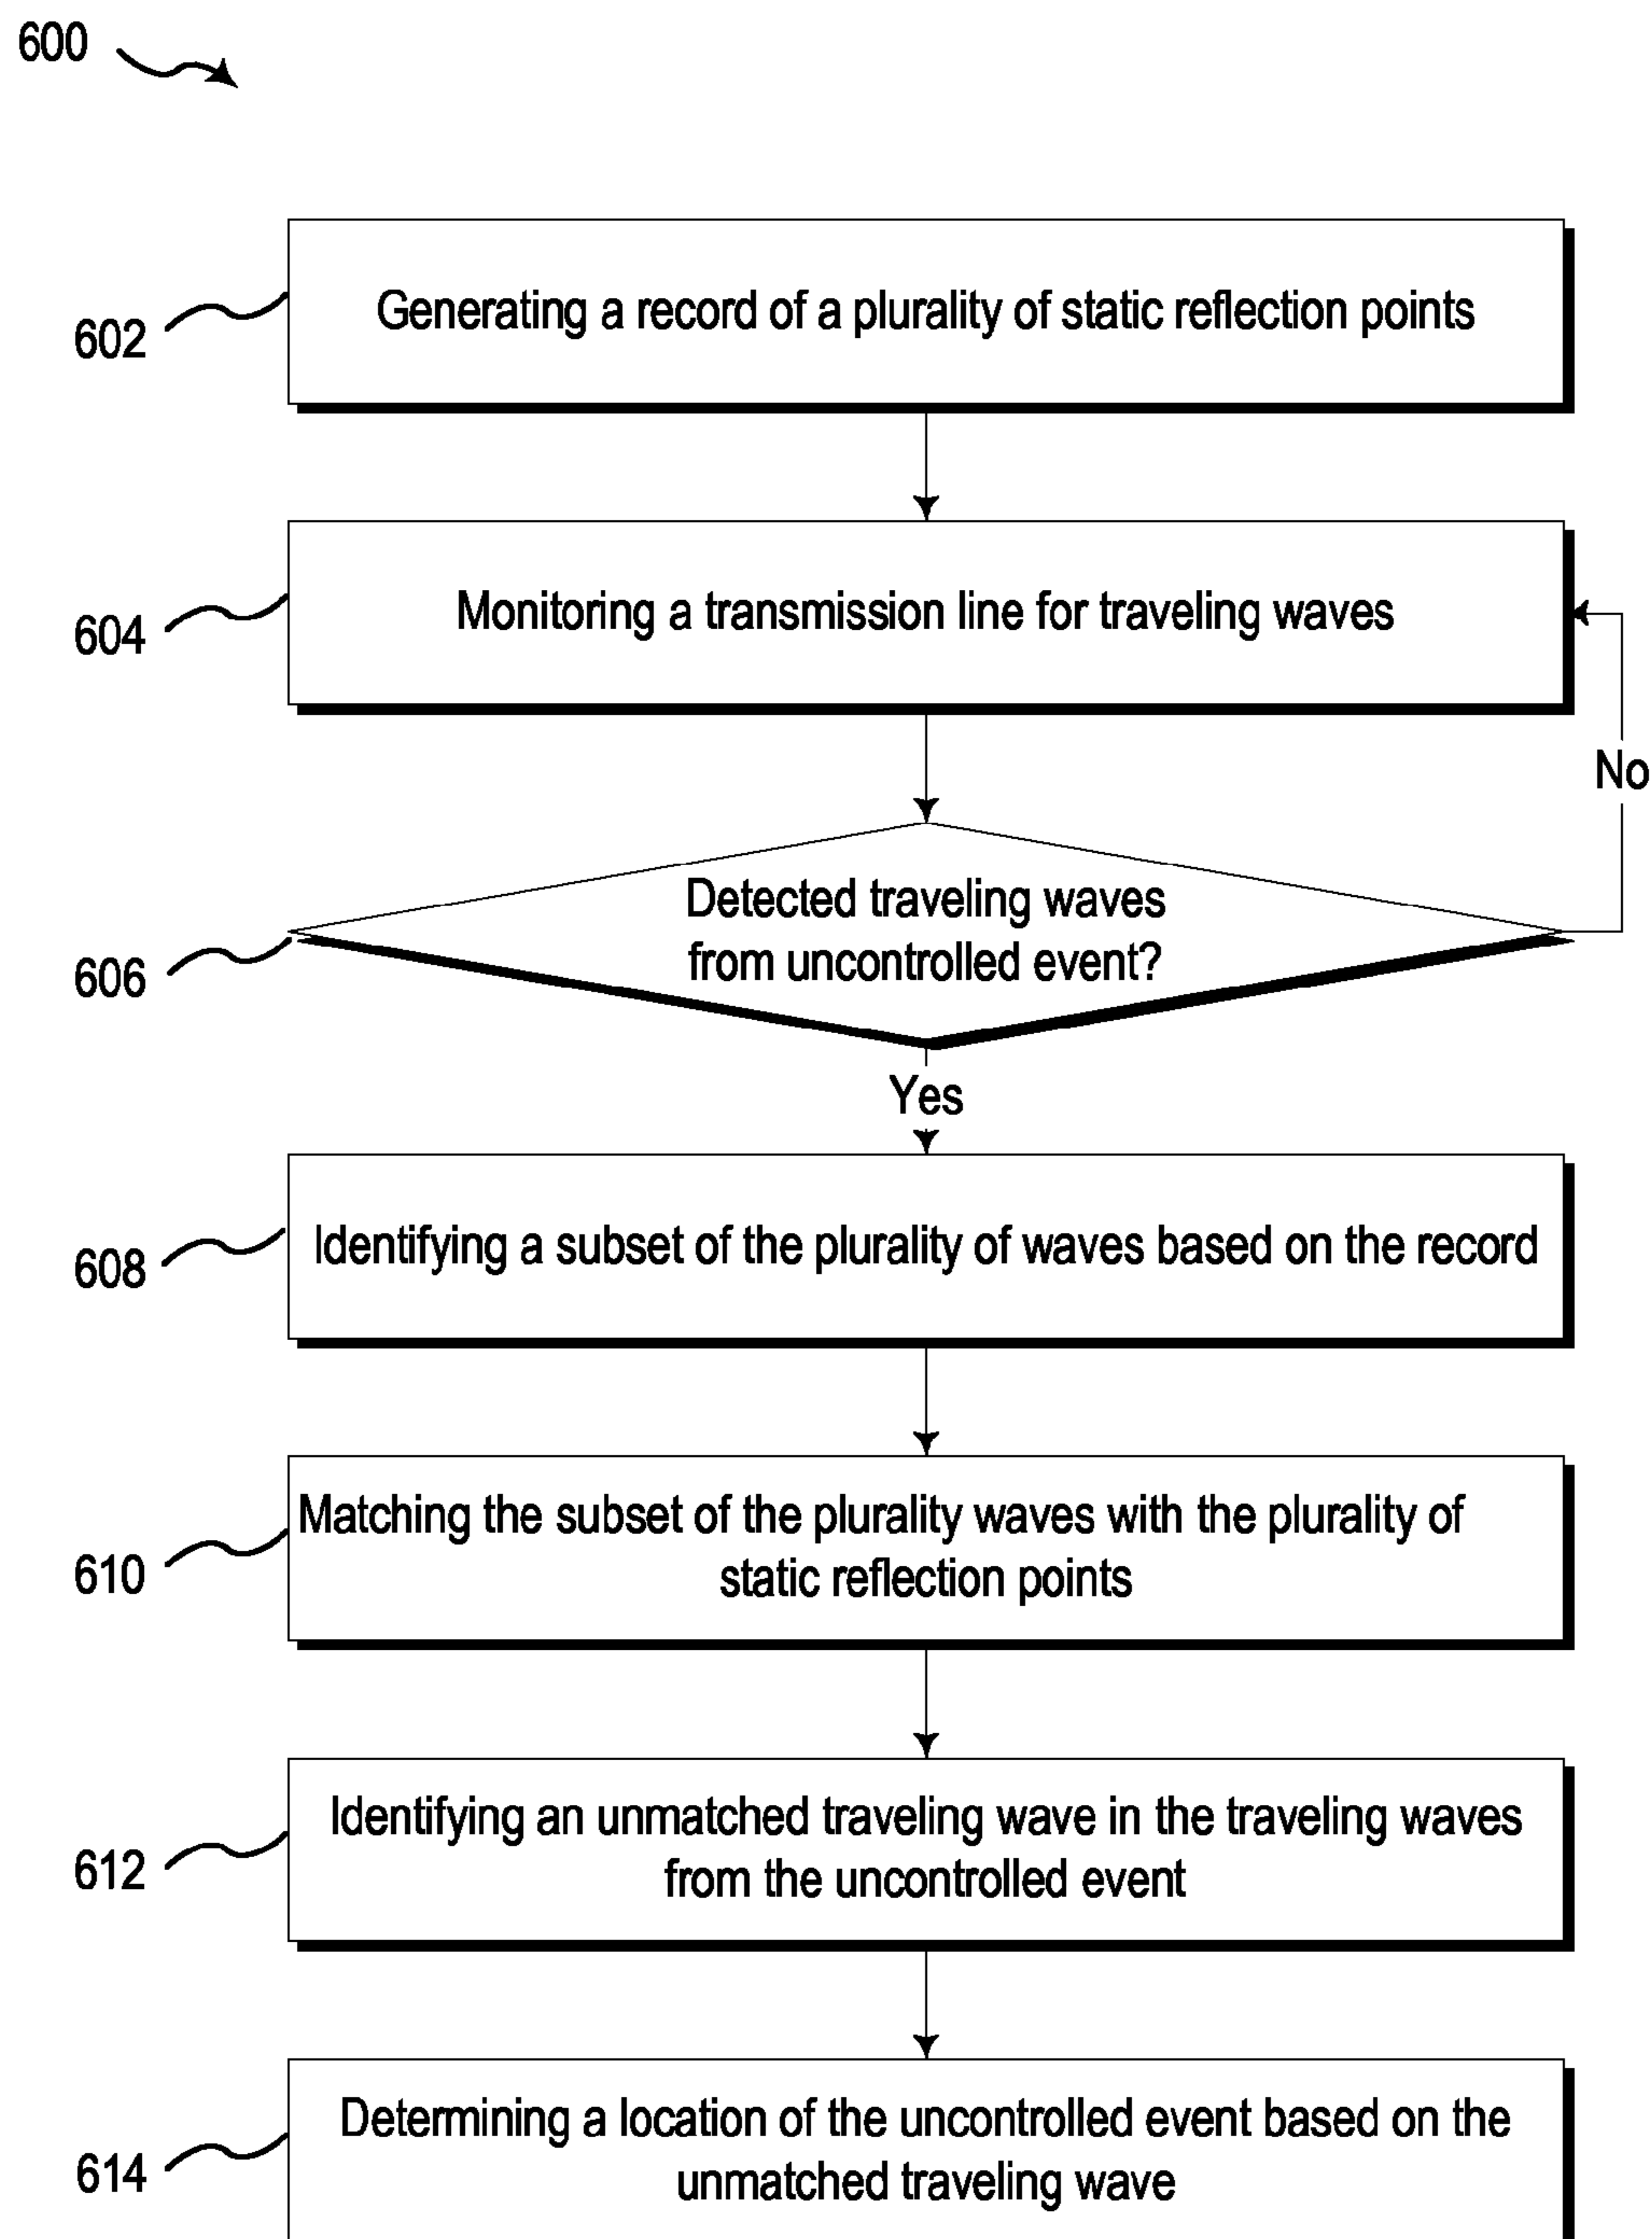 600
602
Generating a record of a plurality of static reflection points
604
Monitoring a transmission line for traveling waves
No
606
Detected traveling waves
from uncontrolled event?
Yes
608
Identifying a subset of the plurality of waves based on the record
610
Matching the subset of the plurality waves with the plurality of
static reflection points
612
Identifying an unmatched traveling wave in the traveling waves
from the uncontrolled event
614
Determining a location of the uncontrolled event based on the
unmatched traveling wave